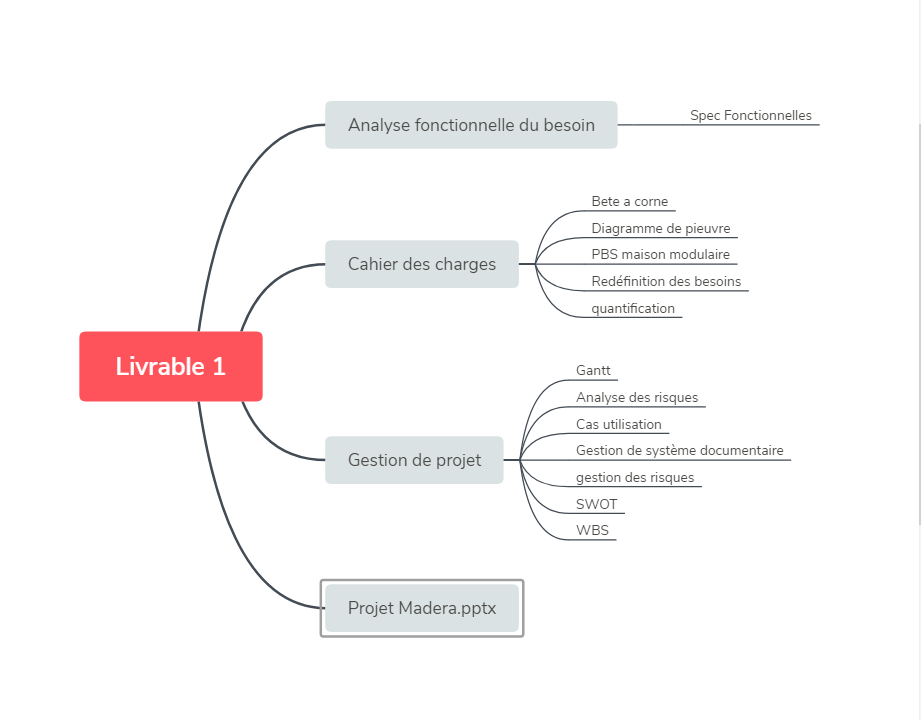 Livrable 1
Analyse fonctionnelle du besoin
Spec Fonctionnelles
Cahier des charges
Bete a corne
Diagramme de pieuvre
PBS maison modulaire
Redéfinition des besoins
quantification
Gestion de projet
Gantt
Analyse des risques
Cas utilisation
Gestion de système documentaire
gestion des risques
SWOT
WBS
Projet Madera.pptx